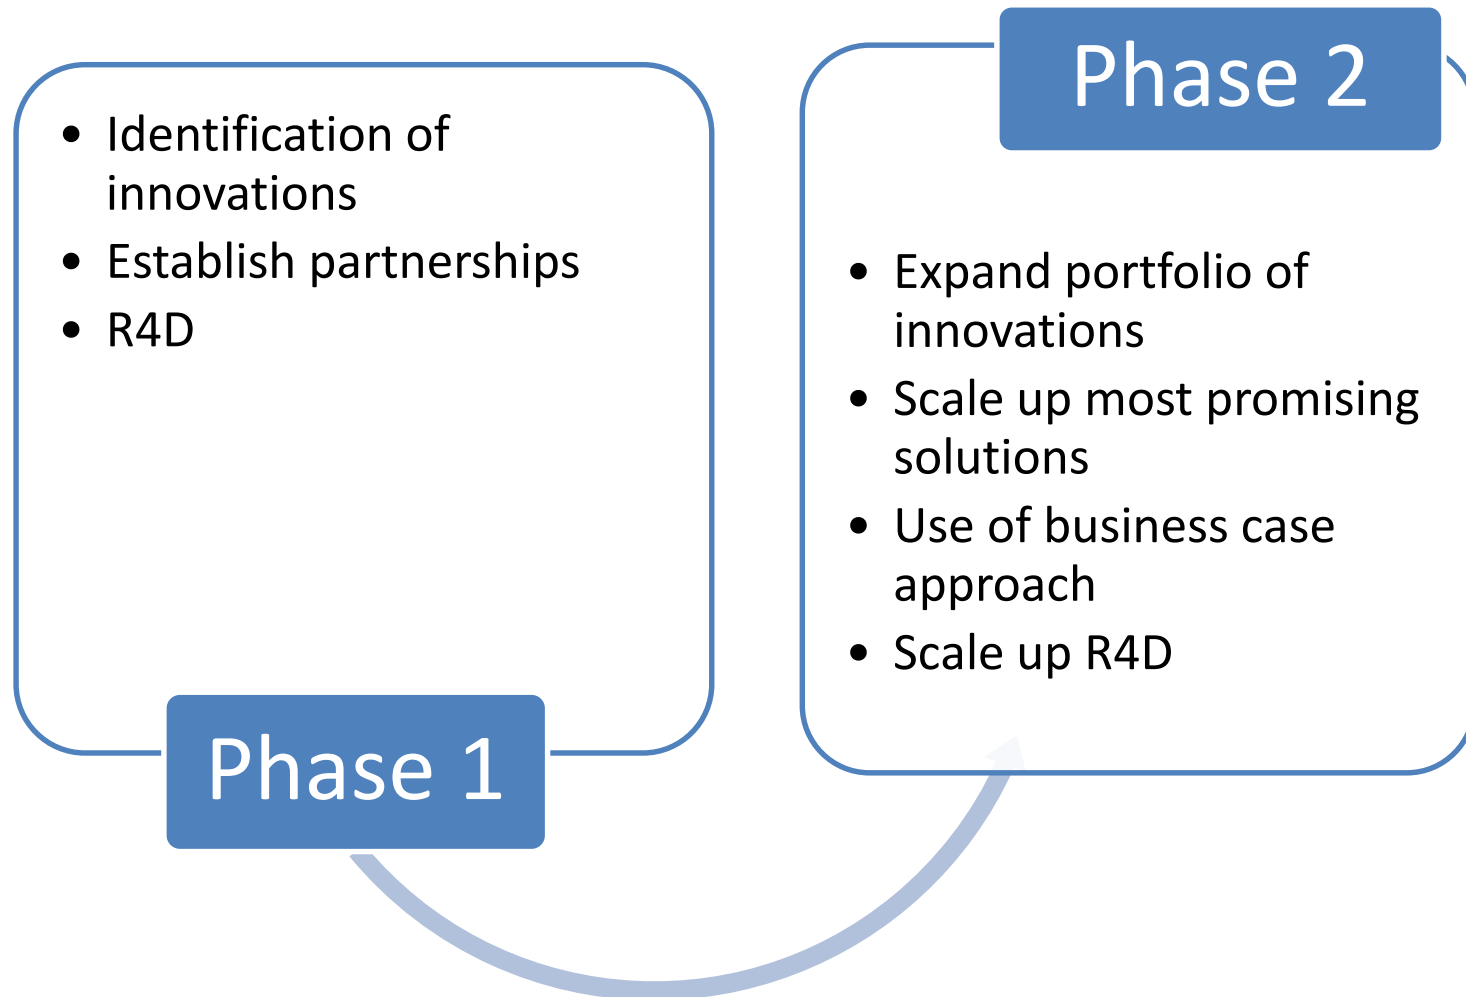 • Identification of
innovations
• Establish partnerships
• R4D
Phase 1
Phase 2
• Expand portfolio of
innovations
• Scale up most promising
solutions
• Use of business case
approach
• Scale up R4D